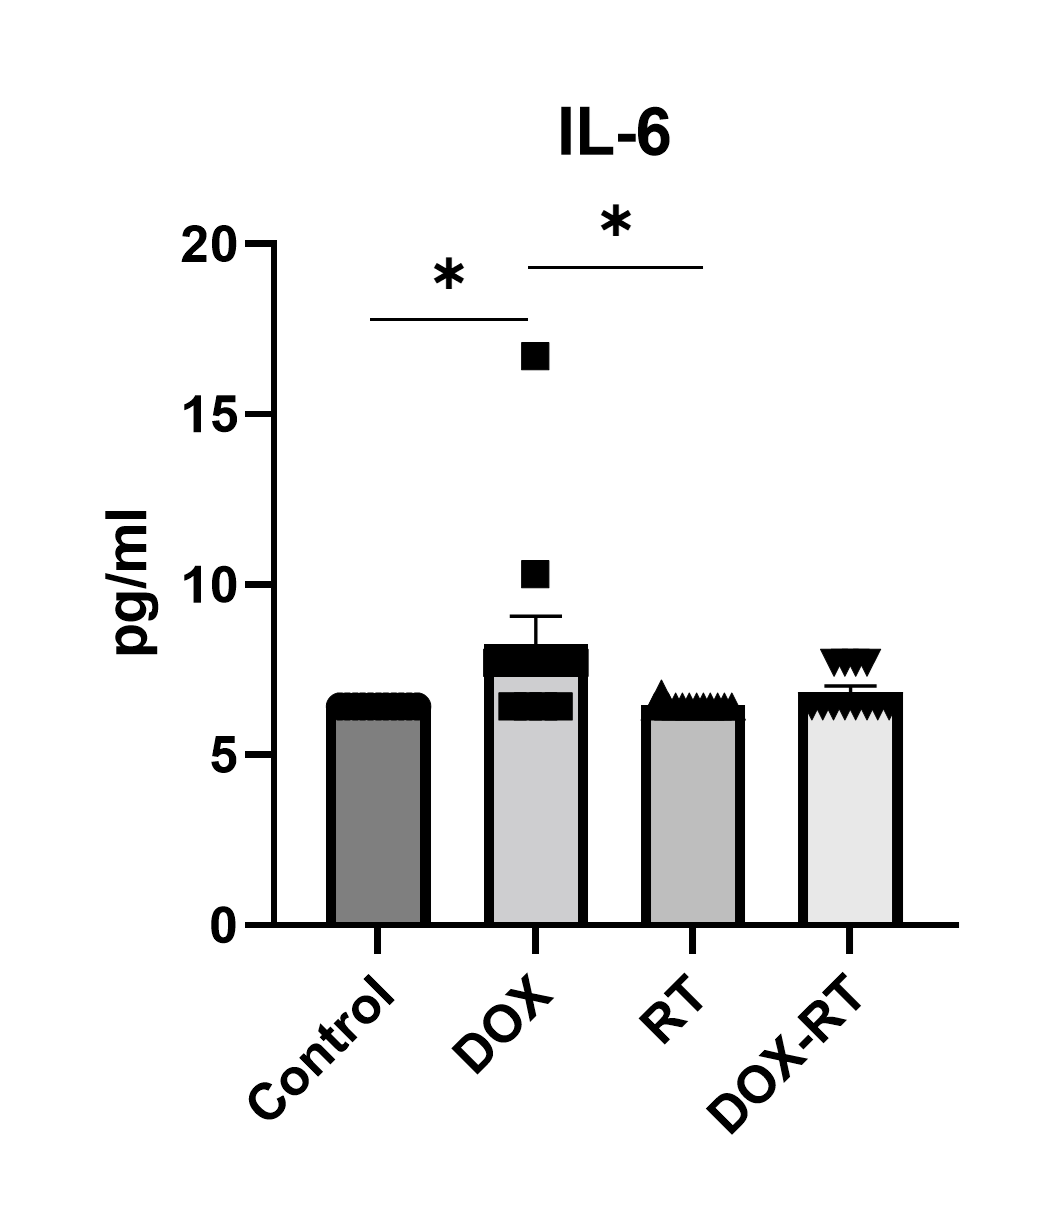 IL-6
*
*
20
15
10
5
0
pg/ml
Control
DOX
RT
DOX-RT